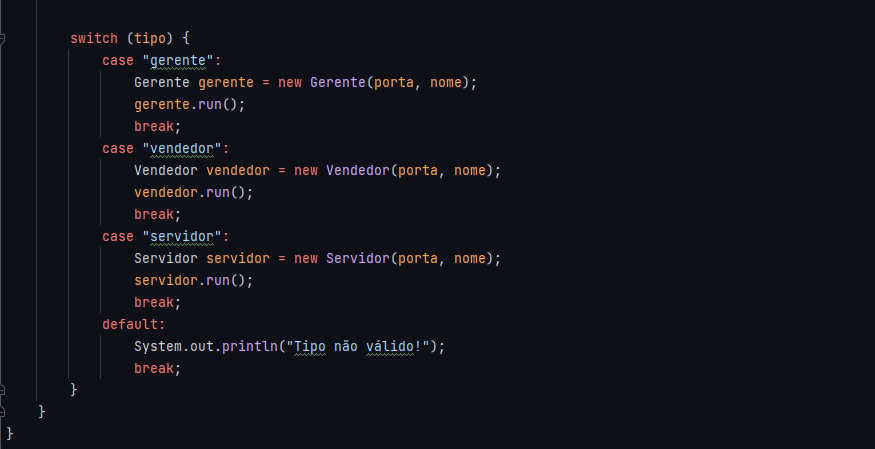 switch (tipo) {
case "gerente":
Gerente gerente = new Gerente(porta, nome);
gerente.run();
break;
case "vendedor":
Vendedor vendedor = new Vendedor(porta, nome);
vendedor.run();
break;
case "servidor":
Servidor servidor = new Servidor(porta, nome);
servidor.run();
break;
default:
System.out.println("Tipo não válido!");
break;
}
}
}